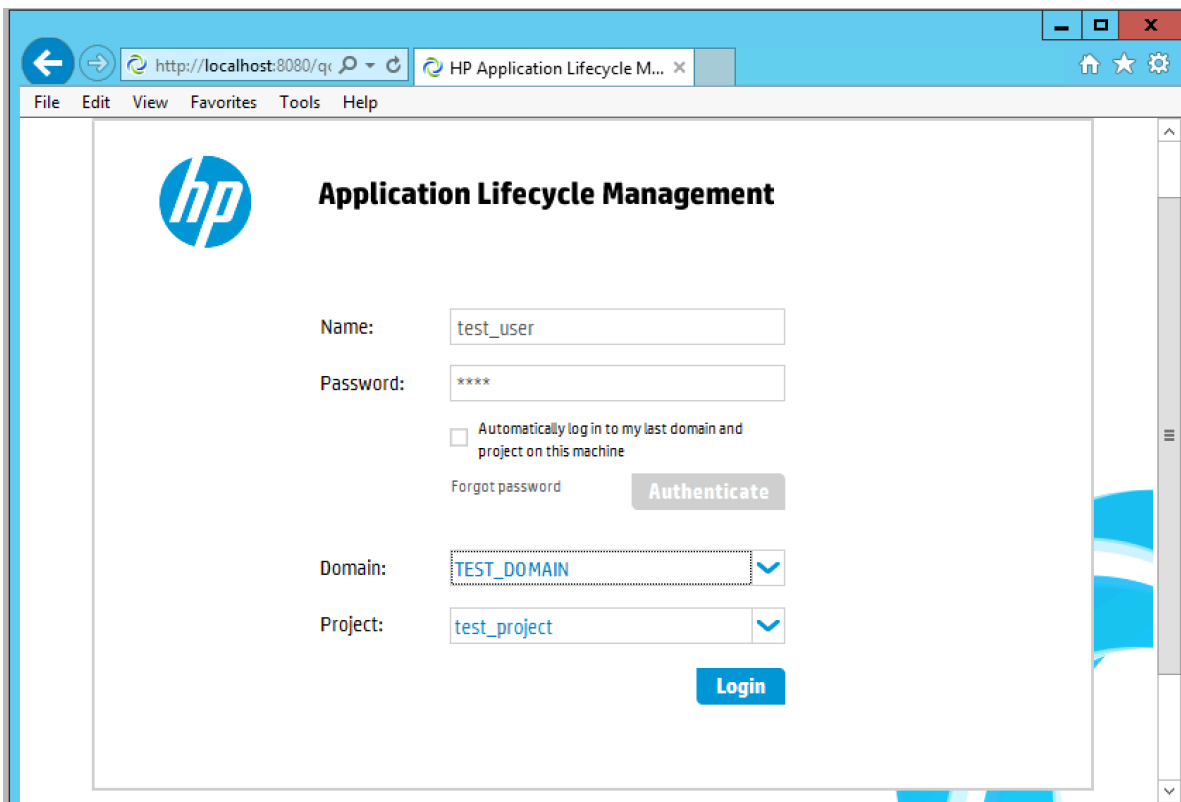 http://localhost:8080/qc
HP Application Lifecycle M...
File Edit View Favorites Tools Help
hp
Application Lifecycle Management
Name:
test_user
Password:
****
Automatically log in to my last domain and
project on this machine
Forgot password
Authenticate
Domain:
TEST_DOMAIN
Project:
test_project
Login